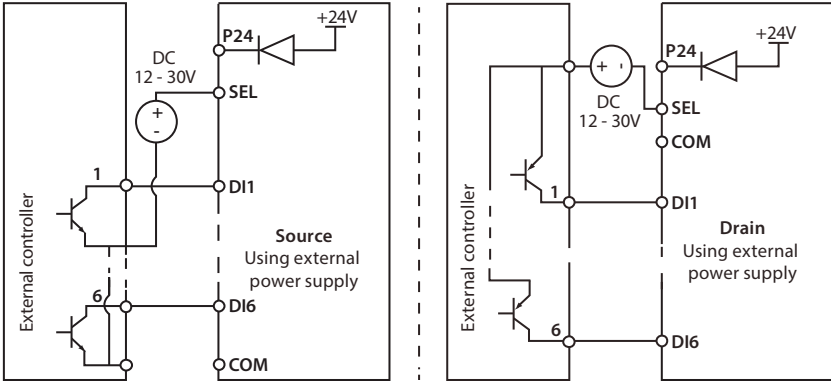 +24V
P24
DC
12 - 30V
SEL
+
-
1
DI1
External controller
Source
Using external
power supply
6
DI6
COM
+24V
P24
+ -
DC
12 - 30V
SEL
COM
1
DI1
External controller
Drain
Using external
power supply
6
DI6